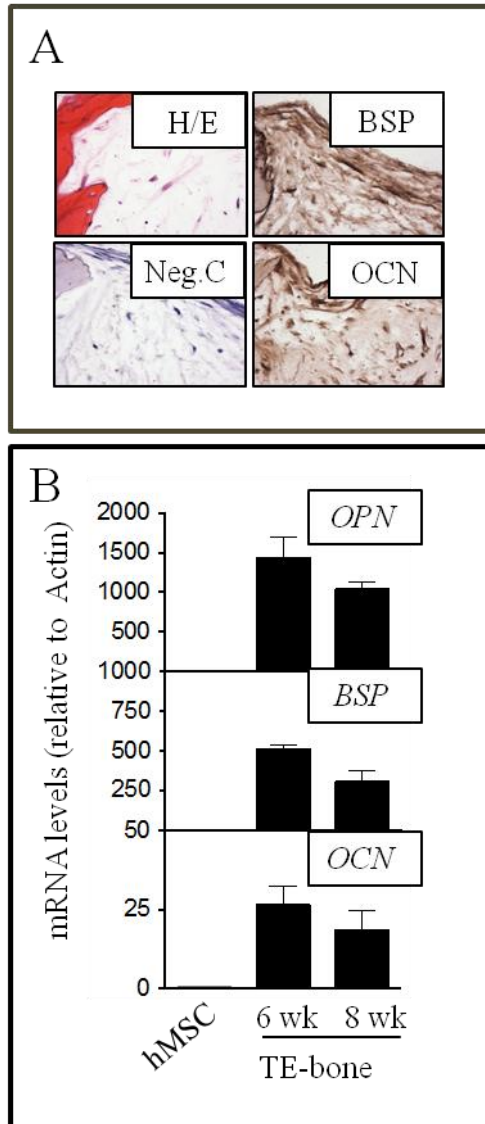 A
H/E
BSP
Neg.C
OCN
B
mRNA levels (relative to Actin)
2000
OPN
1500
1000
500
1000
BSP
750
500
250
50
OCN
25
0
hMSC
6 wk 8 wk
TE-bone